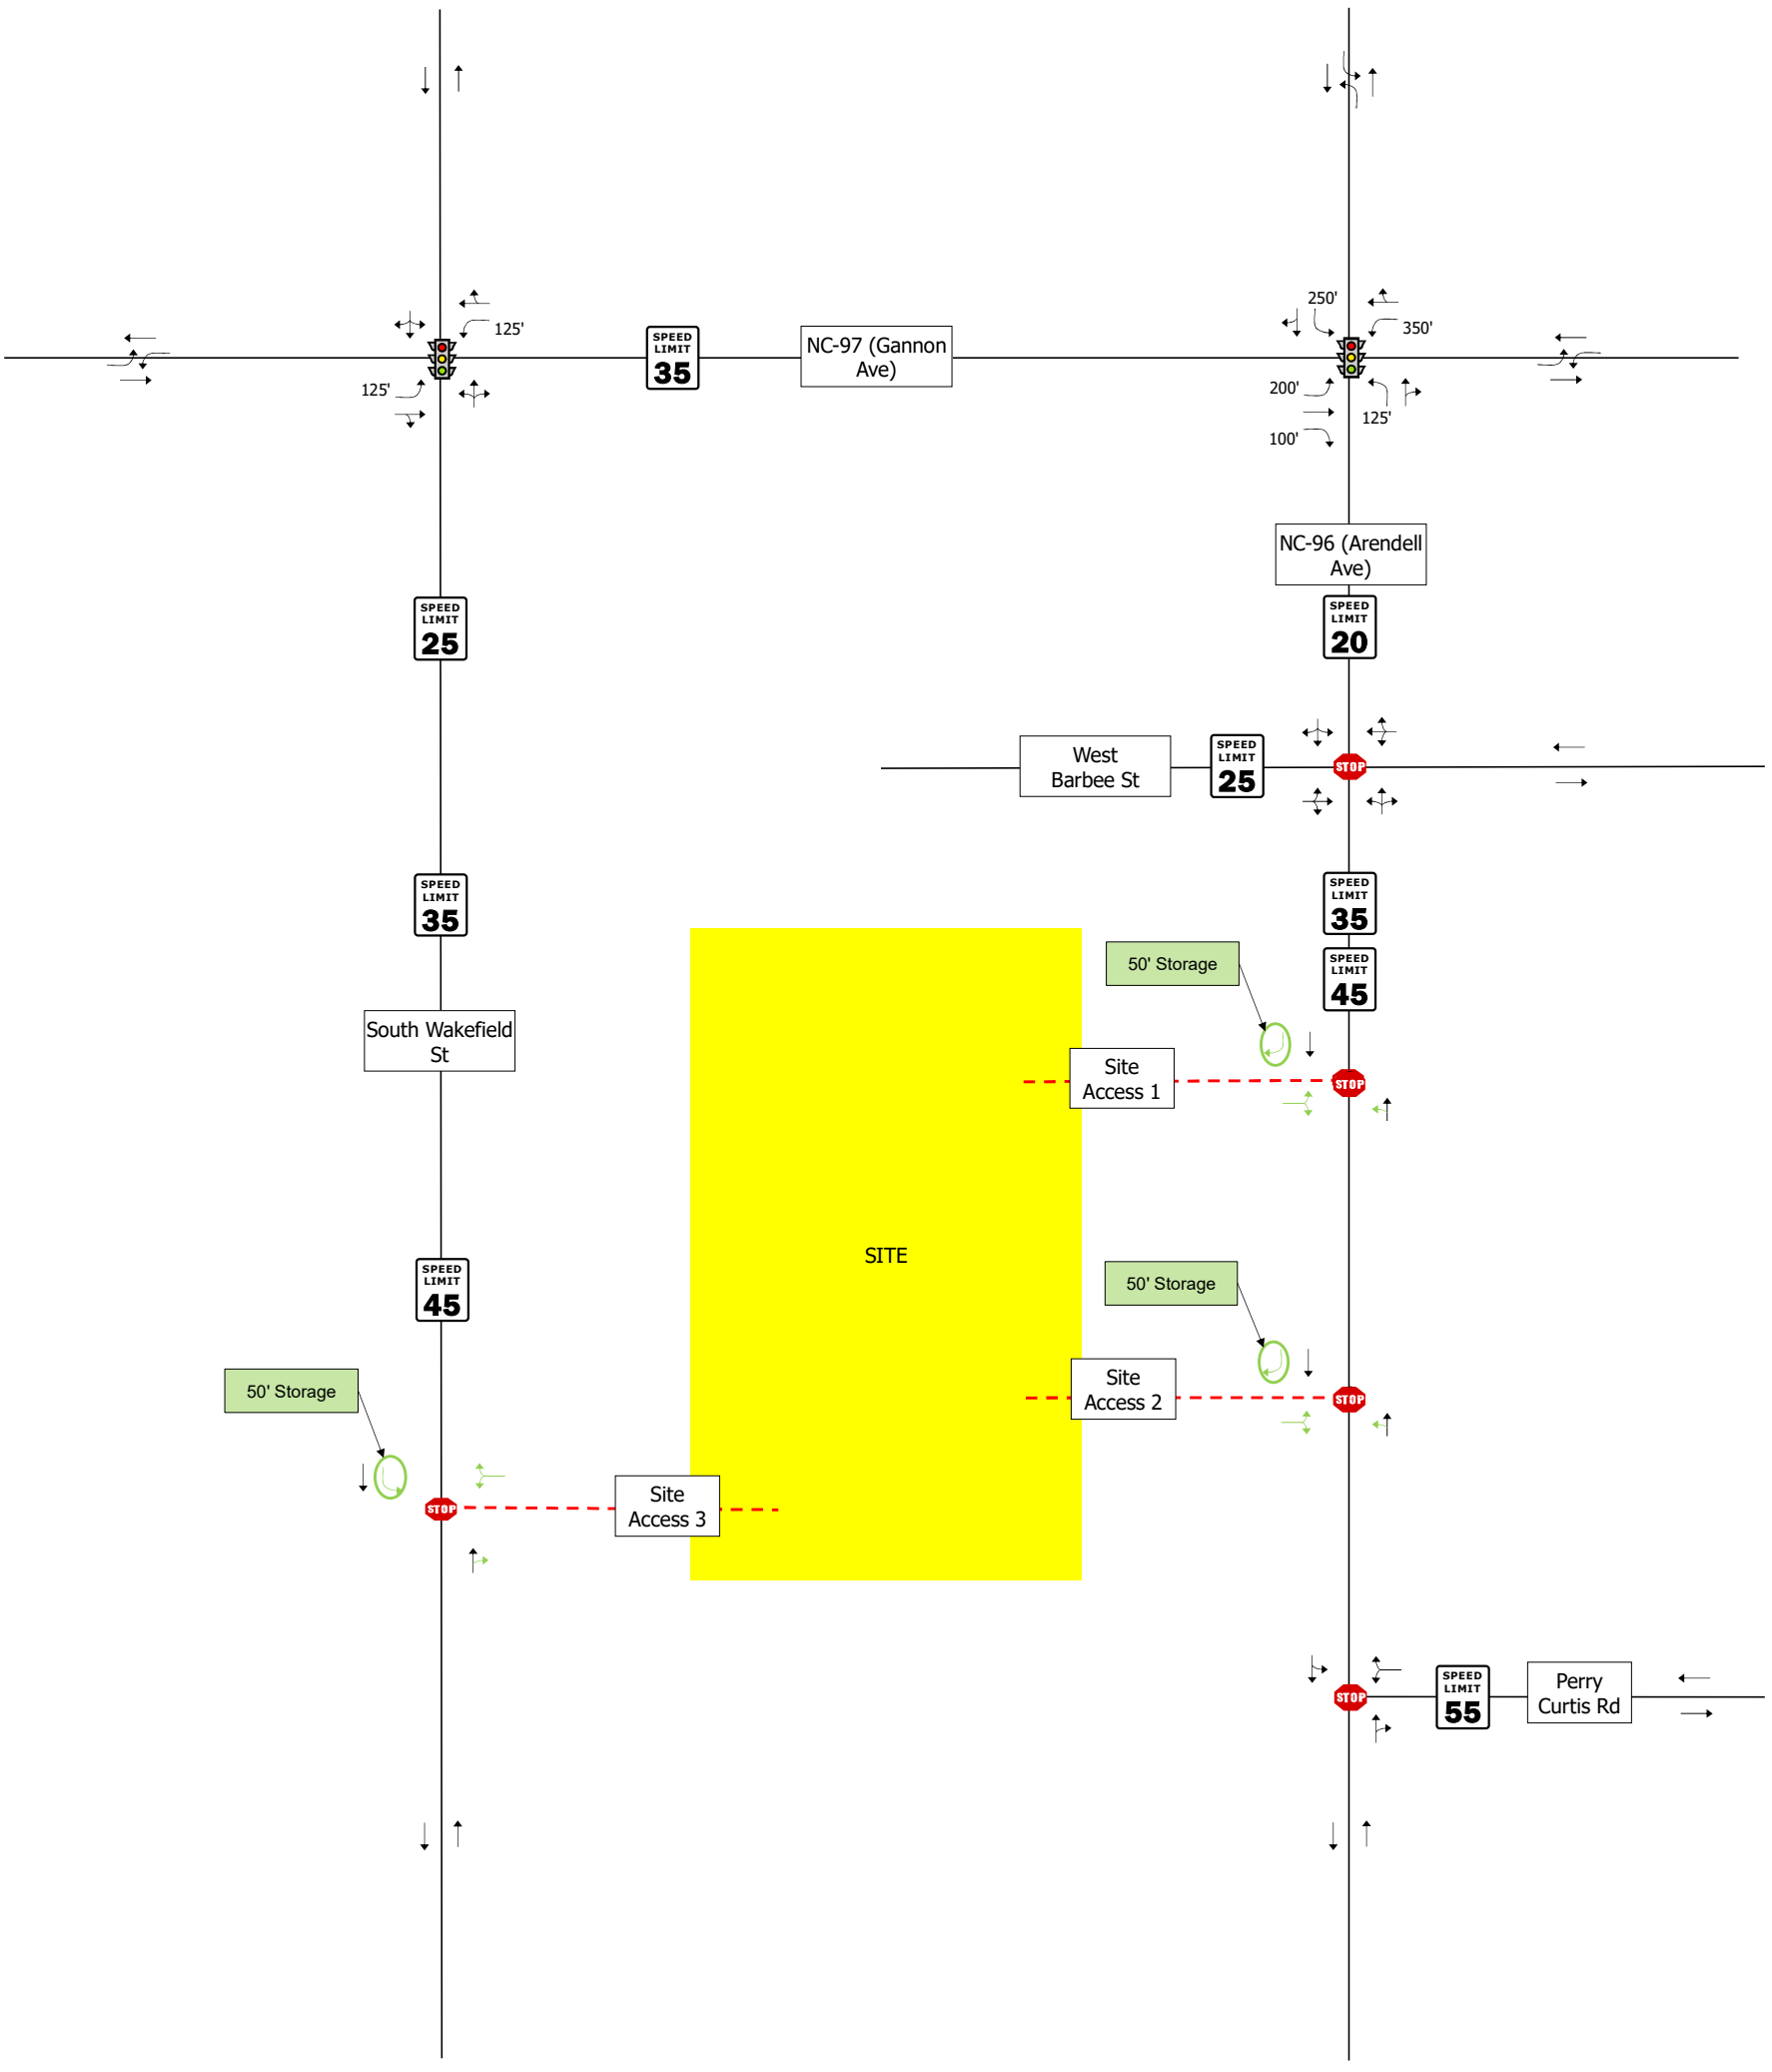 250'
125'
350'
SPEED
LIMIT
35
NC-97 (Gannon
Ave)
125'
200'
125'
100'
NC-96 (Arendell
Ave)
SPEED
LIMIT
25
SPEED
LIMIT
20
West
Barbee St
SPEED
LIMIT
25
STOP
SPEED
LIMIT
35
SPEED
LIMIT
35
50' Storage
SPEED
LIMIT
45
South Wakefield
St
Site
Access 1
STOP
SITE
SPEED
LIMIT
45
50' Storage
Site
Access 2
STOP
50' Storage
STOP
Site
Access 3
STOP
SPEED
LIMIT
55
Perry
Curtis Rd